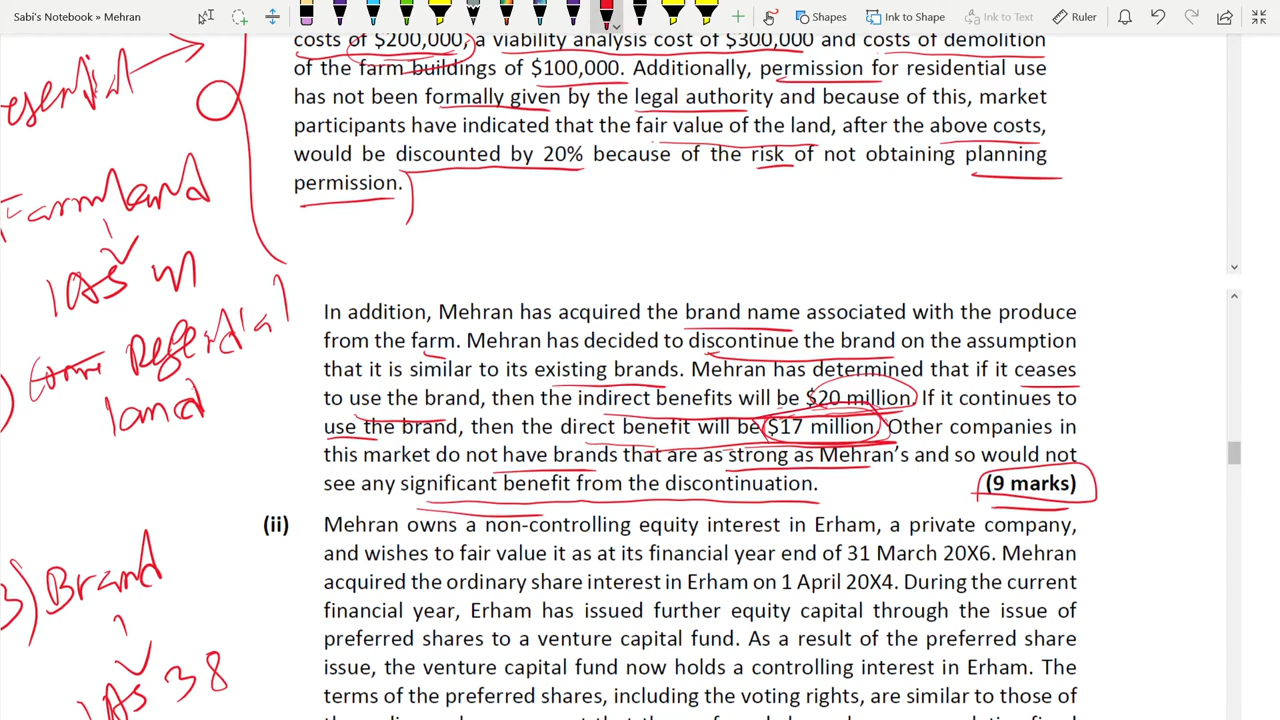 Sabi's Notebook » Mehran
Shapes
Ink to Shape
Ink to Text
Ruler
costs of $200,000, a viability analysis cost of $300,000 and costs of demolition
of the farm buildings of $100,000. Additionally, permission for residential use
has not been formally given by the legal authority and because of this, market
participants have indicated that the fair value of the land, after the above costs,
would be discounted by 20% because of the risk of not obtaining planning
permission.
Farmland
IAS 41
Residential
land
In addition, Mehran has acquired the brand name associated with the produce
from the farm. Mehran has decided to discontinue the brand on the assumption
that it is similar to its existing brands. Mehran has determined that if it ceases
to use the brand, then the indirect benefits will be $20 million. If it continues to
use the brand, then the direct benefit will be $17 million. Other companies in
this market do not have brands that are as strong as Mehran's and so would not
see any significant benefit from the discontinuation. (9 marks)
3) Brand
IAS 38
(ii) Mehran owns a non-controlling equity interest in Erham, a private company,
and wishes to fair value it as at its financial year end of 31 March 20X6. Mehran
acquired the ordinary share interest in Erham on 1 April 20X4. During the current
financial year, Erham has issued further equity capital through the issue of
preferred shares to a venture capital fund. As a result of the preferred share
issue, the venture capital fund now holds a controlling interest in Erham. The
terms of the preferred shares, including the voting rights, are similar to those of